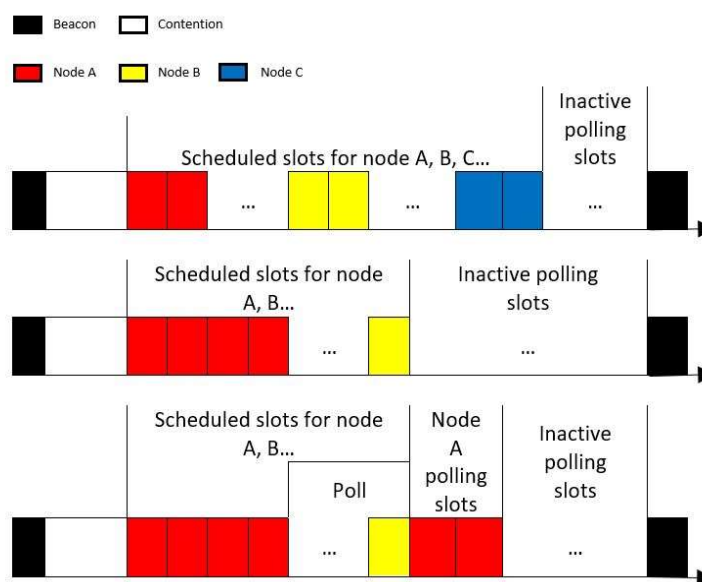 Beacon Contention
Node A Node B Node C
Inactive
polling
slots
Scheduled slots for node A, B, C...
... ... ...
Scheduled slots for node
A, B...
Inactive polling
slots
... ...
Scheduled slots for node
A, B...
Node
A
polling
slots
Inactive
polling
slots
Poll
... ...